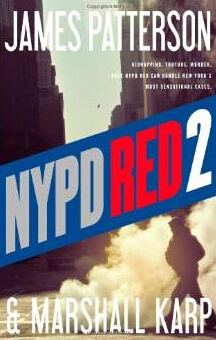 JAMES PATTERSON
KIDNAPPING. TORTURE. MURDER.
ONLY NYPD RED CAN HANDLE NEW YORK'S
MOST SENSATIONAL CASES.
NYPD RED 2
& MARSHALL KARP